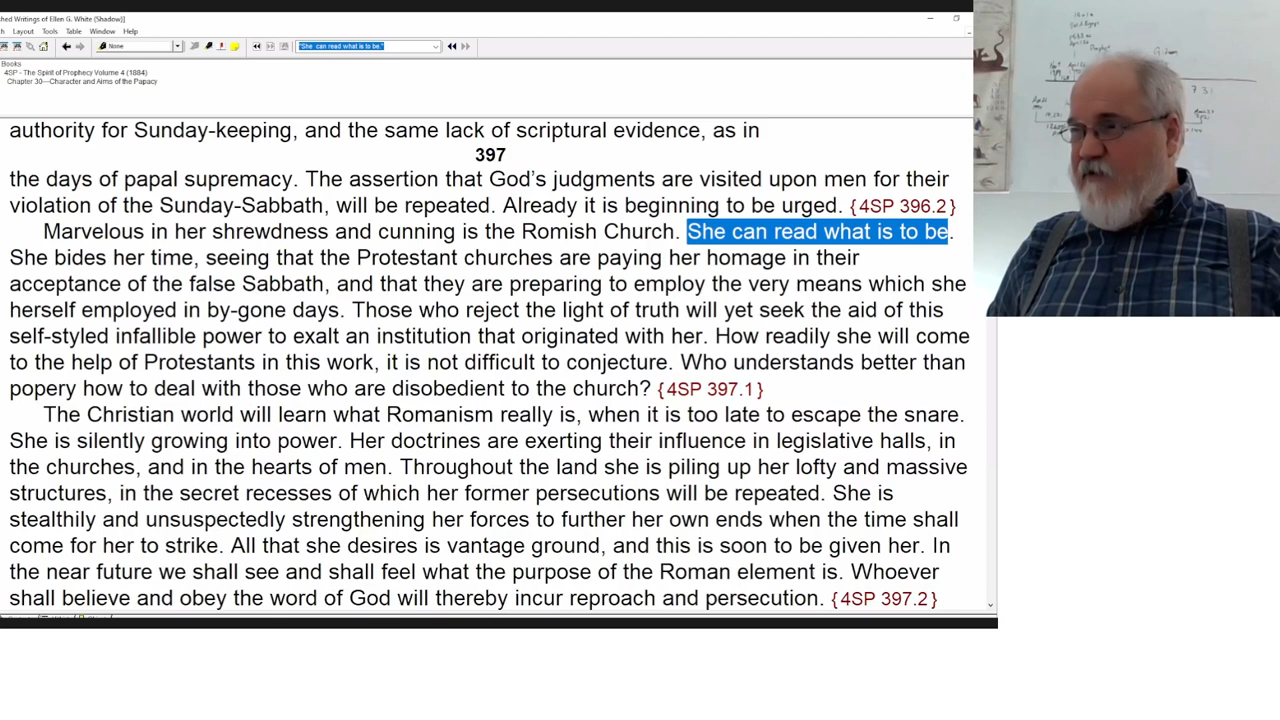 shed Writings of Ellen G. White (Shadow)]
ch Layout Tools Table Window Help
None
"She can read what is to be."
Books
4SP - The Spirit of Prophecy Volume 4 (1884)
Chapter 30—Character and Aims of the Papacy
authority for Sunday-keeping, and the same lack of scriptural evidence, as in
397
the days of papal supremacy. The assertion that God's judgments are visited upon men for their
violation of the Sunday-Sabbath, will be repeated. Already it is beginning to be urged. {4SP 396.2}
Marvelous in her shrewdness and cunning is the Romish Church. She can read what is to be.
She bides her time, seeing that the Protestant churches are paying her homage in their
acceptance of the false Sabbath, and that they are preparing to employ the very means which she
herself employed in by-gone days. Those who reject the light of truth will yet seek the aid of this
self-styled infallible power to exalt an institution that originated with her. How readily she will come
to the help of Protestants in this work, it is not difficult to conjecture. Who understands better than
popery how to deal with those who are disobedient to the church? {4SP 397.1}
The Christian world will learn what Romanism really is, when it is too late to escape the snare.
She is silently growing into power. Her doctrines are exerting their influence in legislative halls, in
the churches, and in the hearts of men. Throughout the land she is piling up her lofty and massive
structures, in the secret recesses of which her former persecutions will be repeated. She is
stealthily and unsuspectedly strengthening her forces to further her own ends when the time shall
come for her to strike. All that she desires is vantage ground, and this is soon to be given her. In
the near future we shall see and shall feel what the purpose of the Roman element is. Whoever
shall believe and obey the word of God will thereby incur reproach and persecution. {4SP 397.2}
7.31